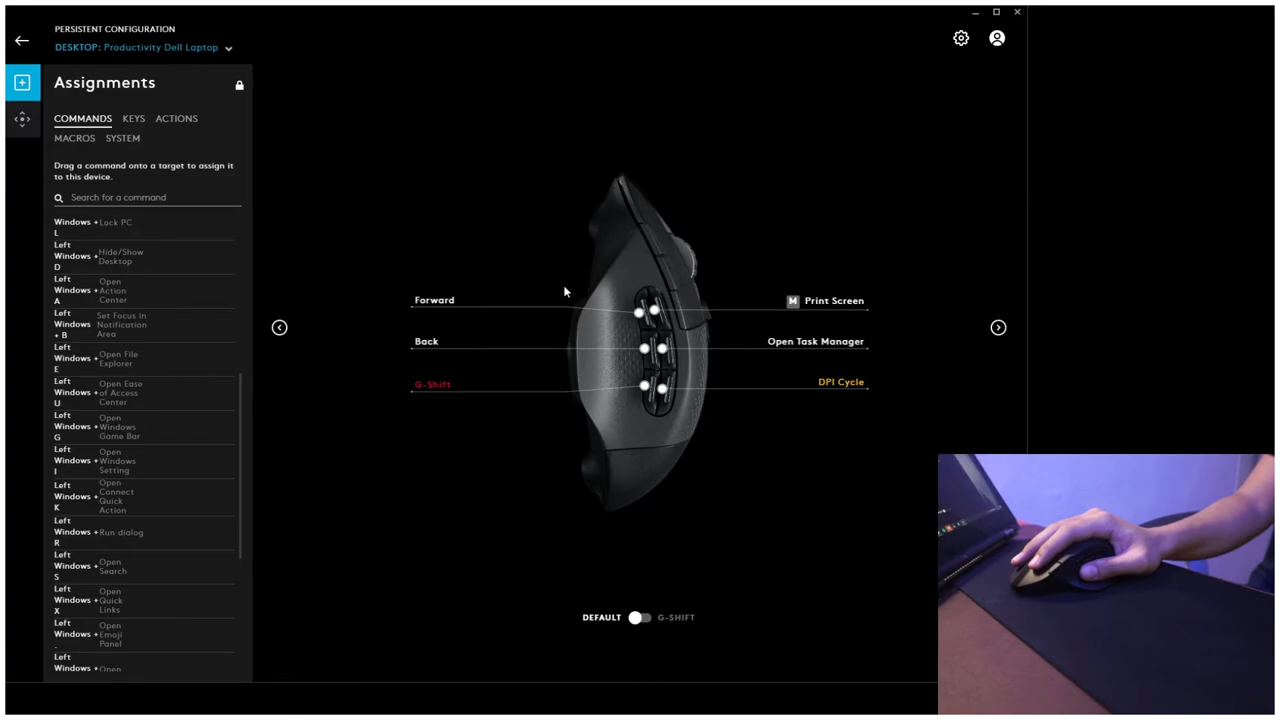 PERSISTENT CONFIGURATION
DESKTOP: Productivity Dell Laptop
Assignments
COMMANDS KEYS ACTIONS
MACROS SYSTEM
Drag a command onto a target to assign it
to this device.
Search for a command
Windows + Lock PC
L
Left
Windows + Hide/Show
Desktop
D
Left
Windows + Open
Action
Center
A
Left
Windows
+ B
Set Focus in
Notification
Area
Left
Windows + Open File
Explorer
E
Left
Windows + Open Ease
of Access
Center
U
Left
Windows + Open
Windows
Game Bar
G
Left
Windows + Open
Windows
Setting
I
Left
Windows + Open
Connect
Quick
Action
K
Left
Windows + Run dialog
R
Left
Windows + Open
Search
S
Left
Windows + Open
Quick
Links
X
Left
Windows + Open
Emoji
Panel
.
Left
Windows + Open
Forward
M Print Screen
Back
Open Task Manager
G-Shift
DPI Cycle
DEFAULT G-SHIFT